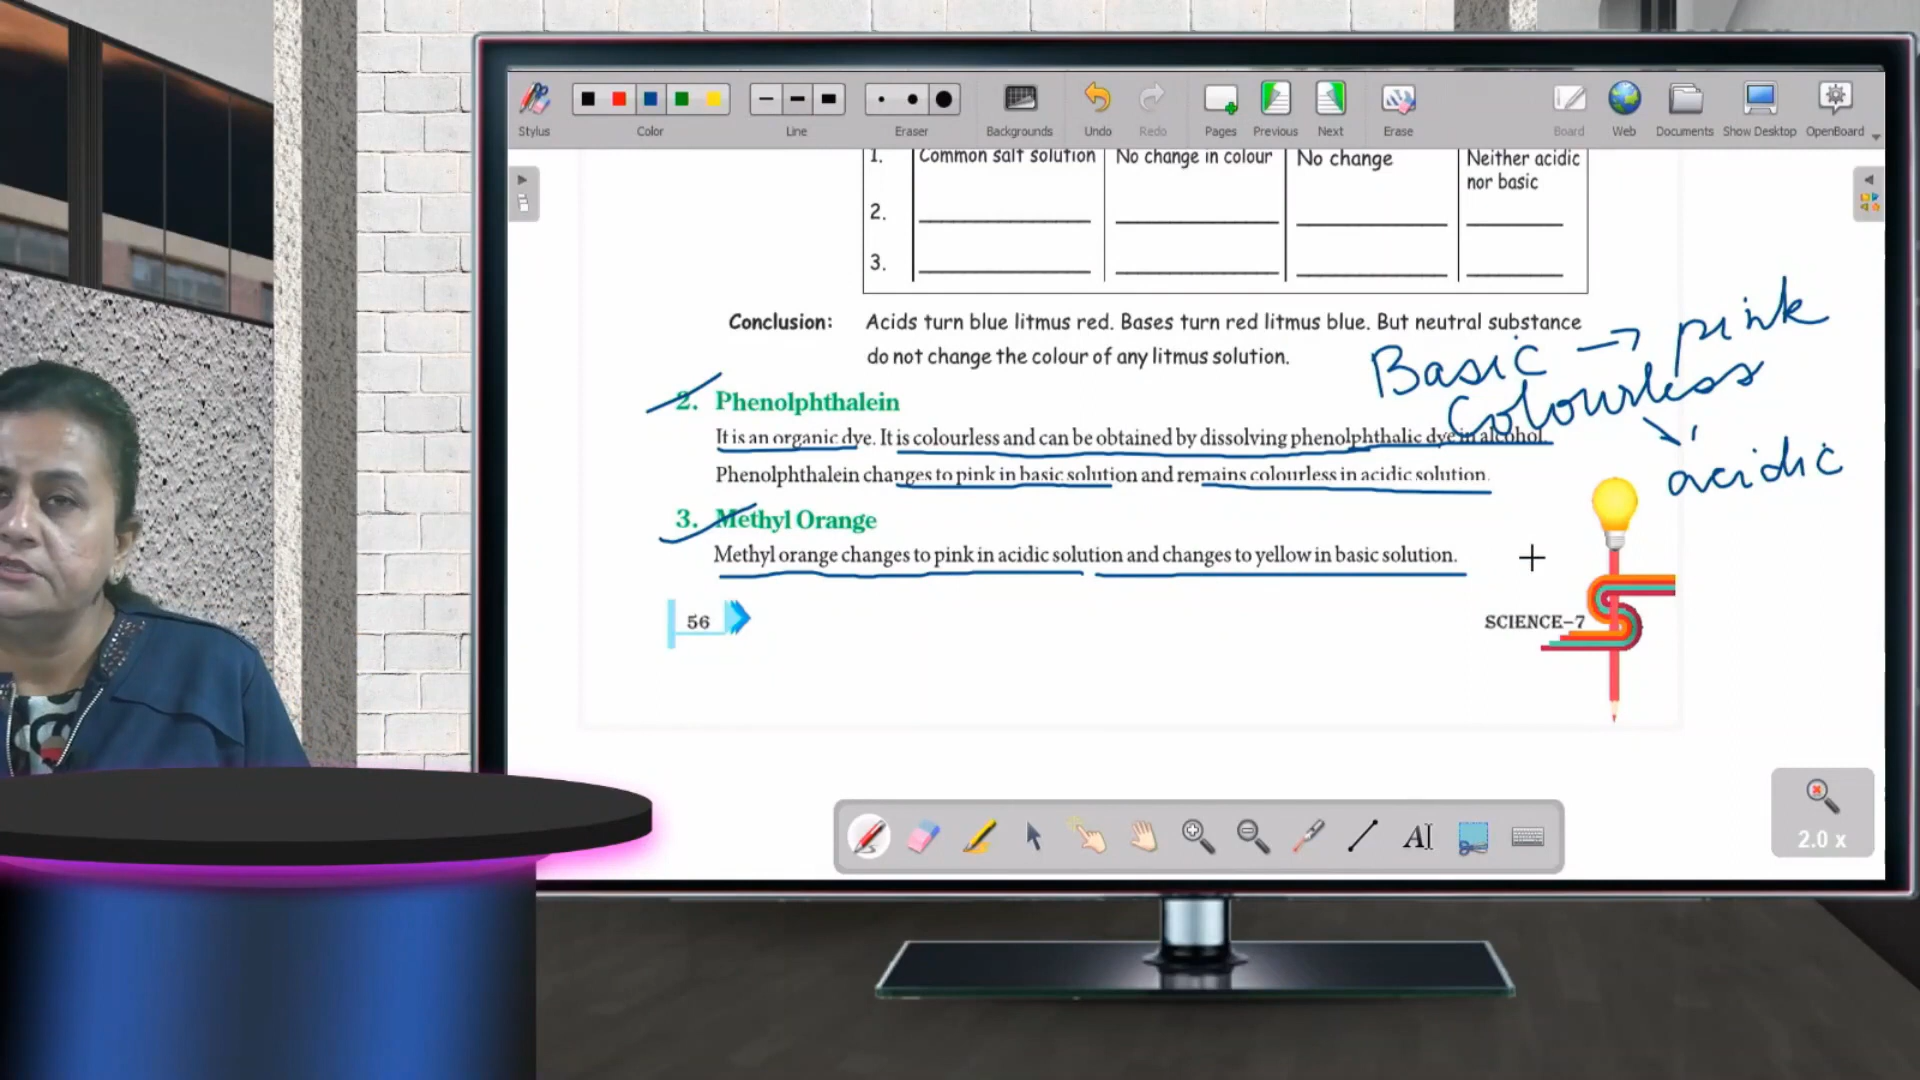 Stylus
Color
Line
Eraser
Backgrounds
Undo
Redo
Pages
Previous
Next
Erase
Board
Web
Documents
Show Desktop
OpenBoard
1. Common salt solution No change in colour No change Neither acidic
nor basic
2.
3.
Conclusion: Acids turn blue litmus red. Bases turn red litmus blue. But neutral substance
do not change the colour of any litmus solution.
Basic → pink
Colourless
acidic
2. Phenolphthalein
It is an organic dye. It is colourless and can be obtained by dissolving phenolphthalic dye in alcohol.
Phenolphthalein changes to pink in basic solution and remains colourless in acidic solution.
3. Methyl Orange
Methyl orange changes to pink in acidic solution and changes to yellow in basic solution.
56
SCIENCE–7
2.0 x